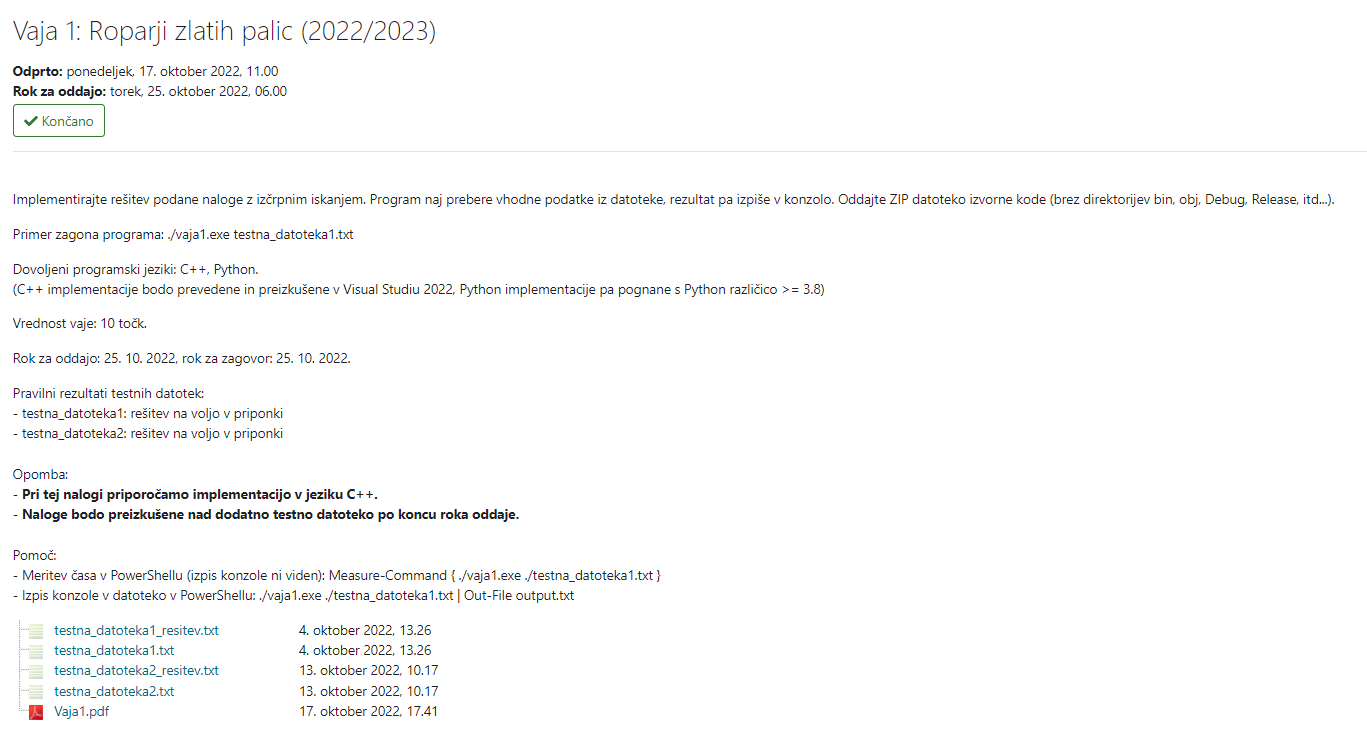 Vaja 1: Roparji zlatih palic (2022/2023)
Odprto: ponedeljek, 17. oktober 2022, 11.00
Rok za oddajo: torek, 25. oktober 2022, 06.00
Končano
Implementirajte rešitev podane naloge z izčrpnim iskanjem. Program naj prebere vhodne podatke iz datoteke, rezultat pa izpiše v konzolo. Oddajte ZIP datoteko izvorne kode (brez direktorijev bin, obj, Debug, Release, itd...).
Primer zagona programa: ./vaja1.exe testna_datoteka1.txt
Dovoljeni programski jeziki: C++, Python.
(C++ implementacije bodo prevedene in preizkušene v Visual Studiu 2022, Python implementacije pa pognane s Python različico >= 3.8)
Vrednost vaje: 10 točk.
Rok za oddajo: 25. 10. 2022, rok za zagovor: 25. 10. 2022.
Pravilni rezultati testnih datotek:
- testna_datoteka1: rešitev na voljo v priponki
- testna_datoteka2: rešitev na voljo v priponki
Opomba:
- Pri tej nalogi priporočamo implementacijo v jeziku C++.
- Naloge bodo preizkušene nad dodatno testno datoteko po koncu roka oddaje.
Pomoč:
- Meritev časa v PowerShellu (izpis konzole ni viden): Measure-Command { ./vaja1.exe ./testna_datoteka1.txt }
- Izpis konzole v datoteko v PowerShellu: ./vaja1.exe ./testna_datoteka1.txt | Out-File output.txt
testna_datoteka1_resitev.txt 4. oktober 2022, 13.26
testna_datoteka1.txt 4. oktober 2022, 13.26
testna_datoteka2_resitev.txt 13. oktober 2022, 10.17
testna_datoteka2.txt 13. oktober 2022, 10.17
Vaja1.pdf 17. oktober 2022, 17.41